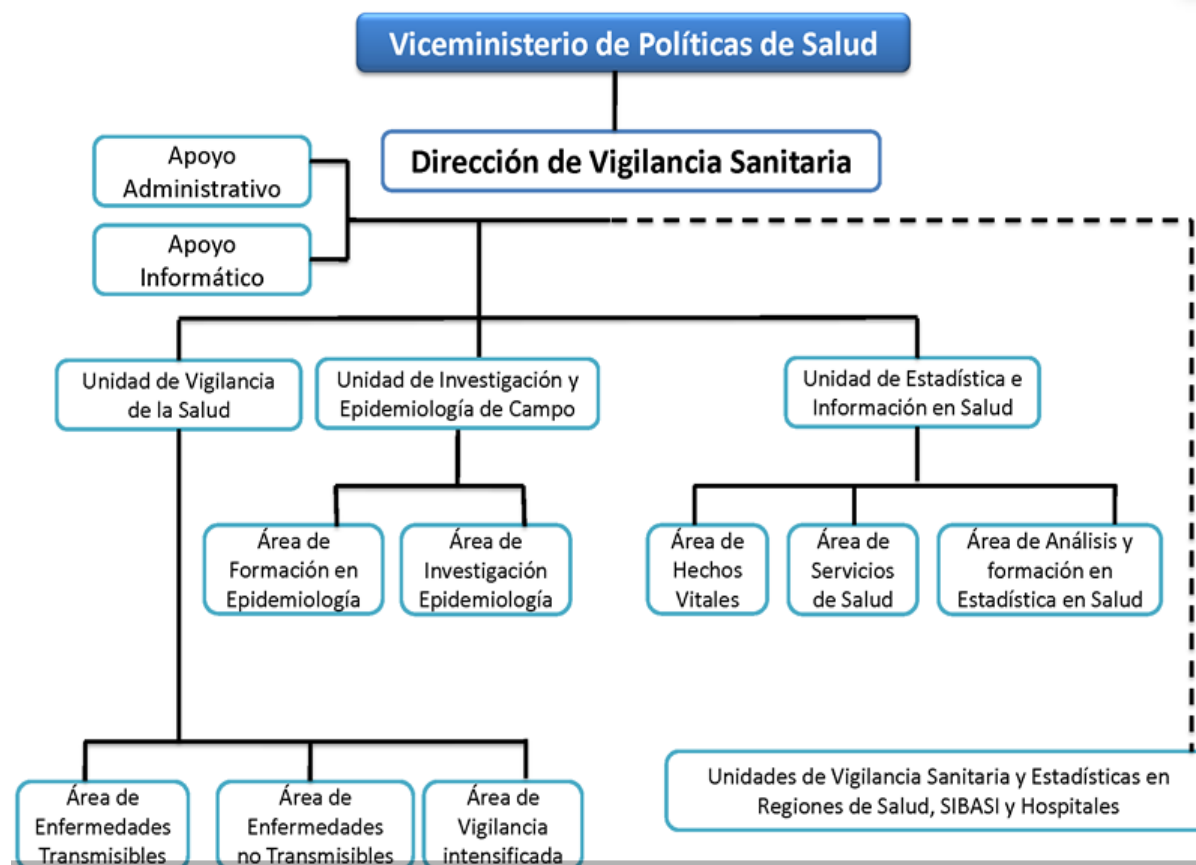 Viceministerio de Políticas de Salud
Dirección de Vigilancia Sanitaria
Apoyo
Administrativo
Apoyo
Informático
Unidad de Vigilancia
de la Salud
Unidad de Investigación y
Epidemiología de Campo
Unidad de Estadística e
Información en Salud
Área de
Formación en
Epidemiología
Área de
Investigación
Epidemiología
Área de
Hechos
Vitales
Área de
Servicios
de Salud
Área de Análisis y
formación en
Estadística en Salud
Área de
Enfermedades
Transmisibles
Área de
Enfermedades
no Transmisibles
Área de
Vigilancia
intensificada
Unidades de Vigilancia Sanitaria y Estadísticas en
Regiones de Salud, SIBASI y Hospitales